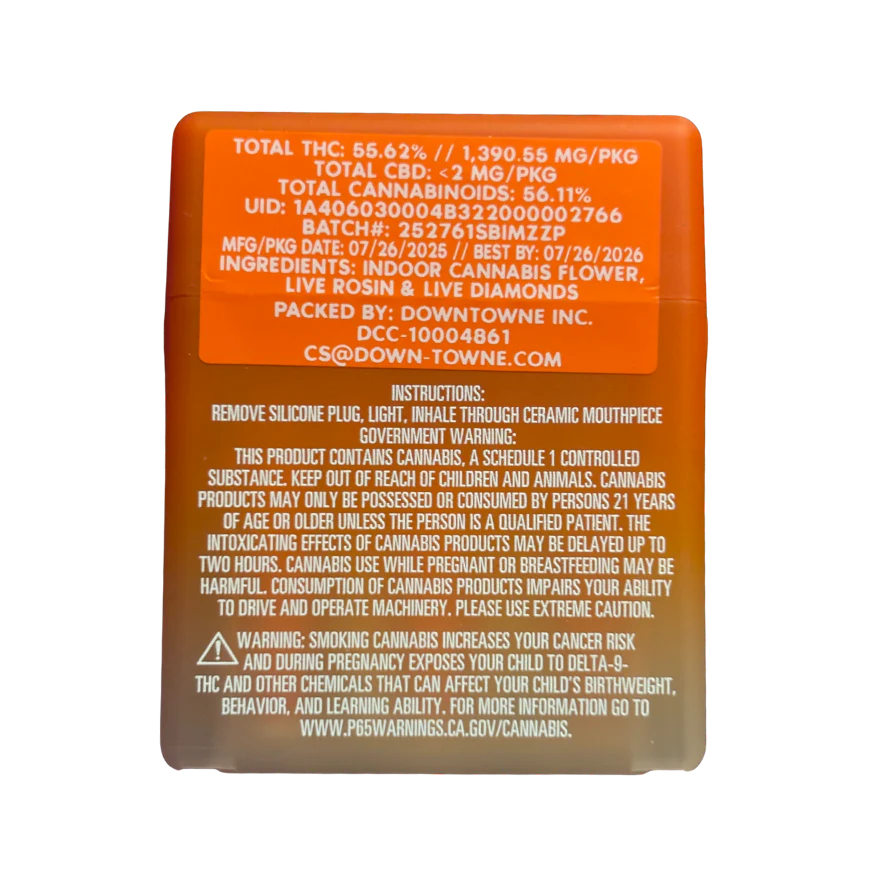 TOTAL THC: 55.62% // 1,390.55 MG/PKG
TOTAL CBD: <2 MG/PKG
TOTAL CANNABINOIDS: 56.11%
UID: 1A406030004B322000002766
BATCH#: 252761SBIMZZP
MFG/PKG DATE: 07/26/2025 // BEST BY: 07/26/2026
INGREDIENTS: INDOOR CANNABIS FLOWER,
LIVE ROSIN & LIVE DIAMONDS
PACKED BY: DOWNTOWNE INC.
DCC-10004861
CS@DOWN-TOWNE.COM
INSTRUCTIONS:
REMOVE SILICONE PLUG, LIGHT, INHALE THROUGH CERAMIC MOUTHPIECE
GOVERNMENT WARNING:
THIS PRODUCT CONTAINS CANNABIS, A SCHEDULE 1 CONTROLLED
SUBSTANCE. KEEP OUT OF REACH OF CHILDREN AND ANIMALS. CANNABIS
PRODUCTS MAY ONLY BE POSSESSED OR CONSUMED BY PERSONS 21 YEARS
OF AGE OR OLDER UNLESS THE PERSON IS A QUALIFIED PATIENT. THE
INTOXICATING EFFECTS OF CANNABIS PRODUCTS MAY BE DELAYED UP TO
TWO HOURS. CANNABIS USE WHILE PREGNANT OR BREASTFEEDING MAY BE
HARMFUL. CONSUMPTION OF CANNABIS PRODUCTS IMPAIRS YOUR ABILITY
TO DRIVE AND OPERATE MACHINERY. PLEASE USE EXTREME CAUTION.
WARNING: SMOKING CANNABIS INCREASES YOUR CANCER RISK
AND DURING PREGNANCY EXPOSES YOUR CHILD TO DELTA-9-
THC AND OTHER CHEMICALS THAT CAN AFFECT YOUR CHILD'S BIRTHWEIGHT,
BEHAVIOR, AND LEARNING ABILITY. FOR MORE INFORMATION GO TO
WWW.P65WARNINGS.CA.GOV/CANNABIS.